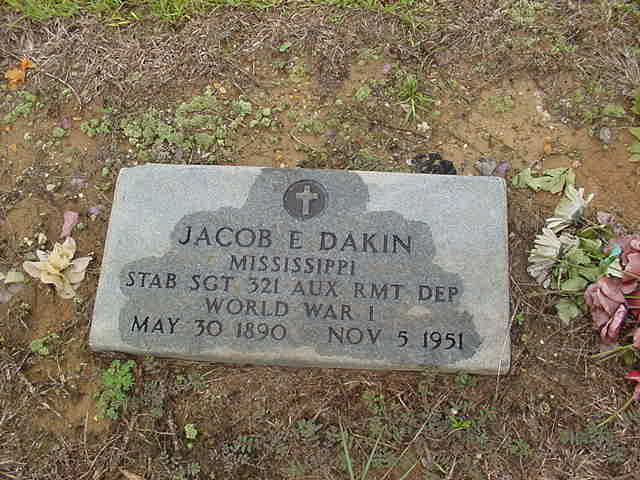 JACOB E DAKIN
MISSISSIPPI
STAB SGT 321 AUX RMT DEP
WORLD WAR I
MAY 30 1890 NOV 5 1951